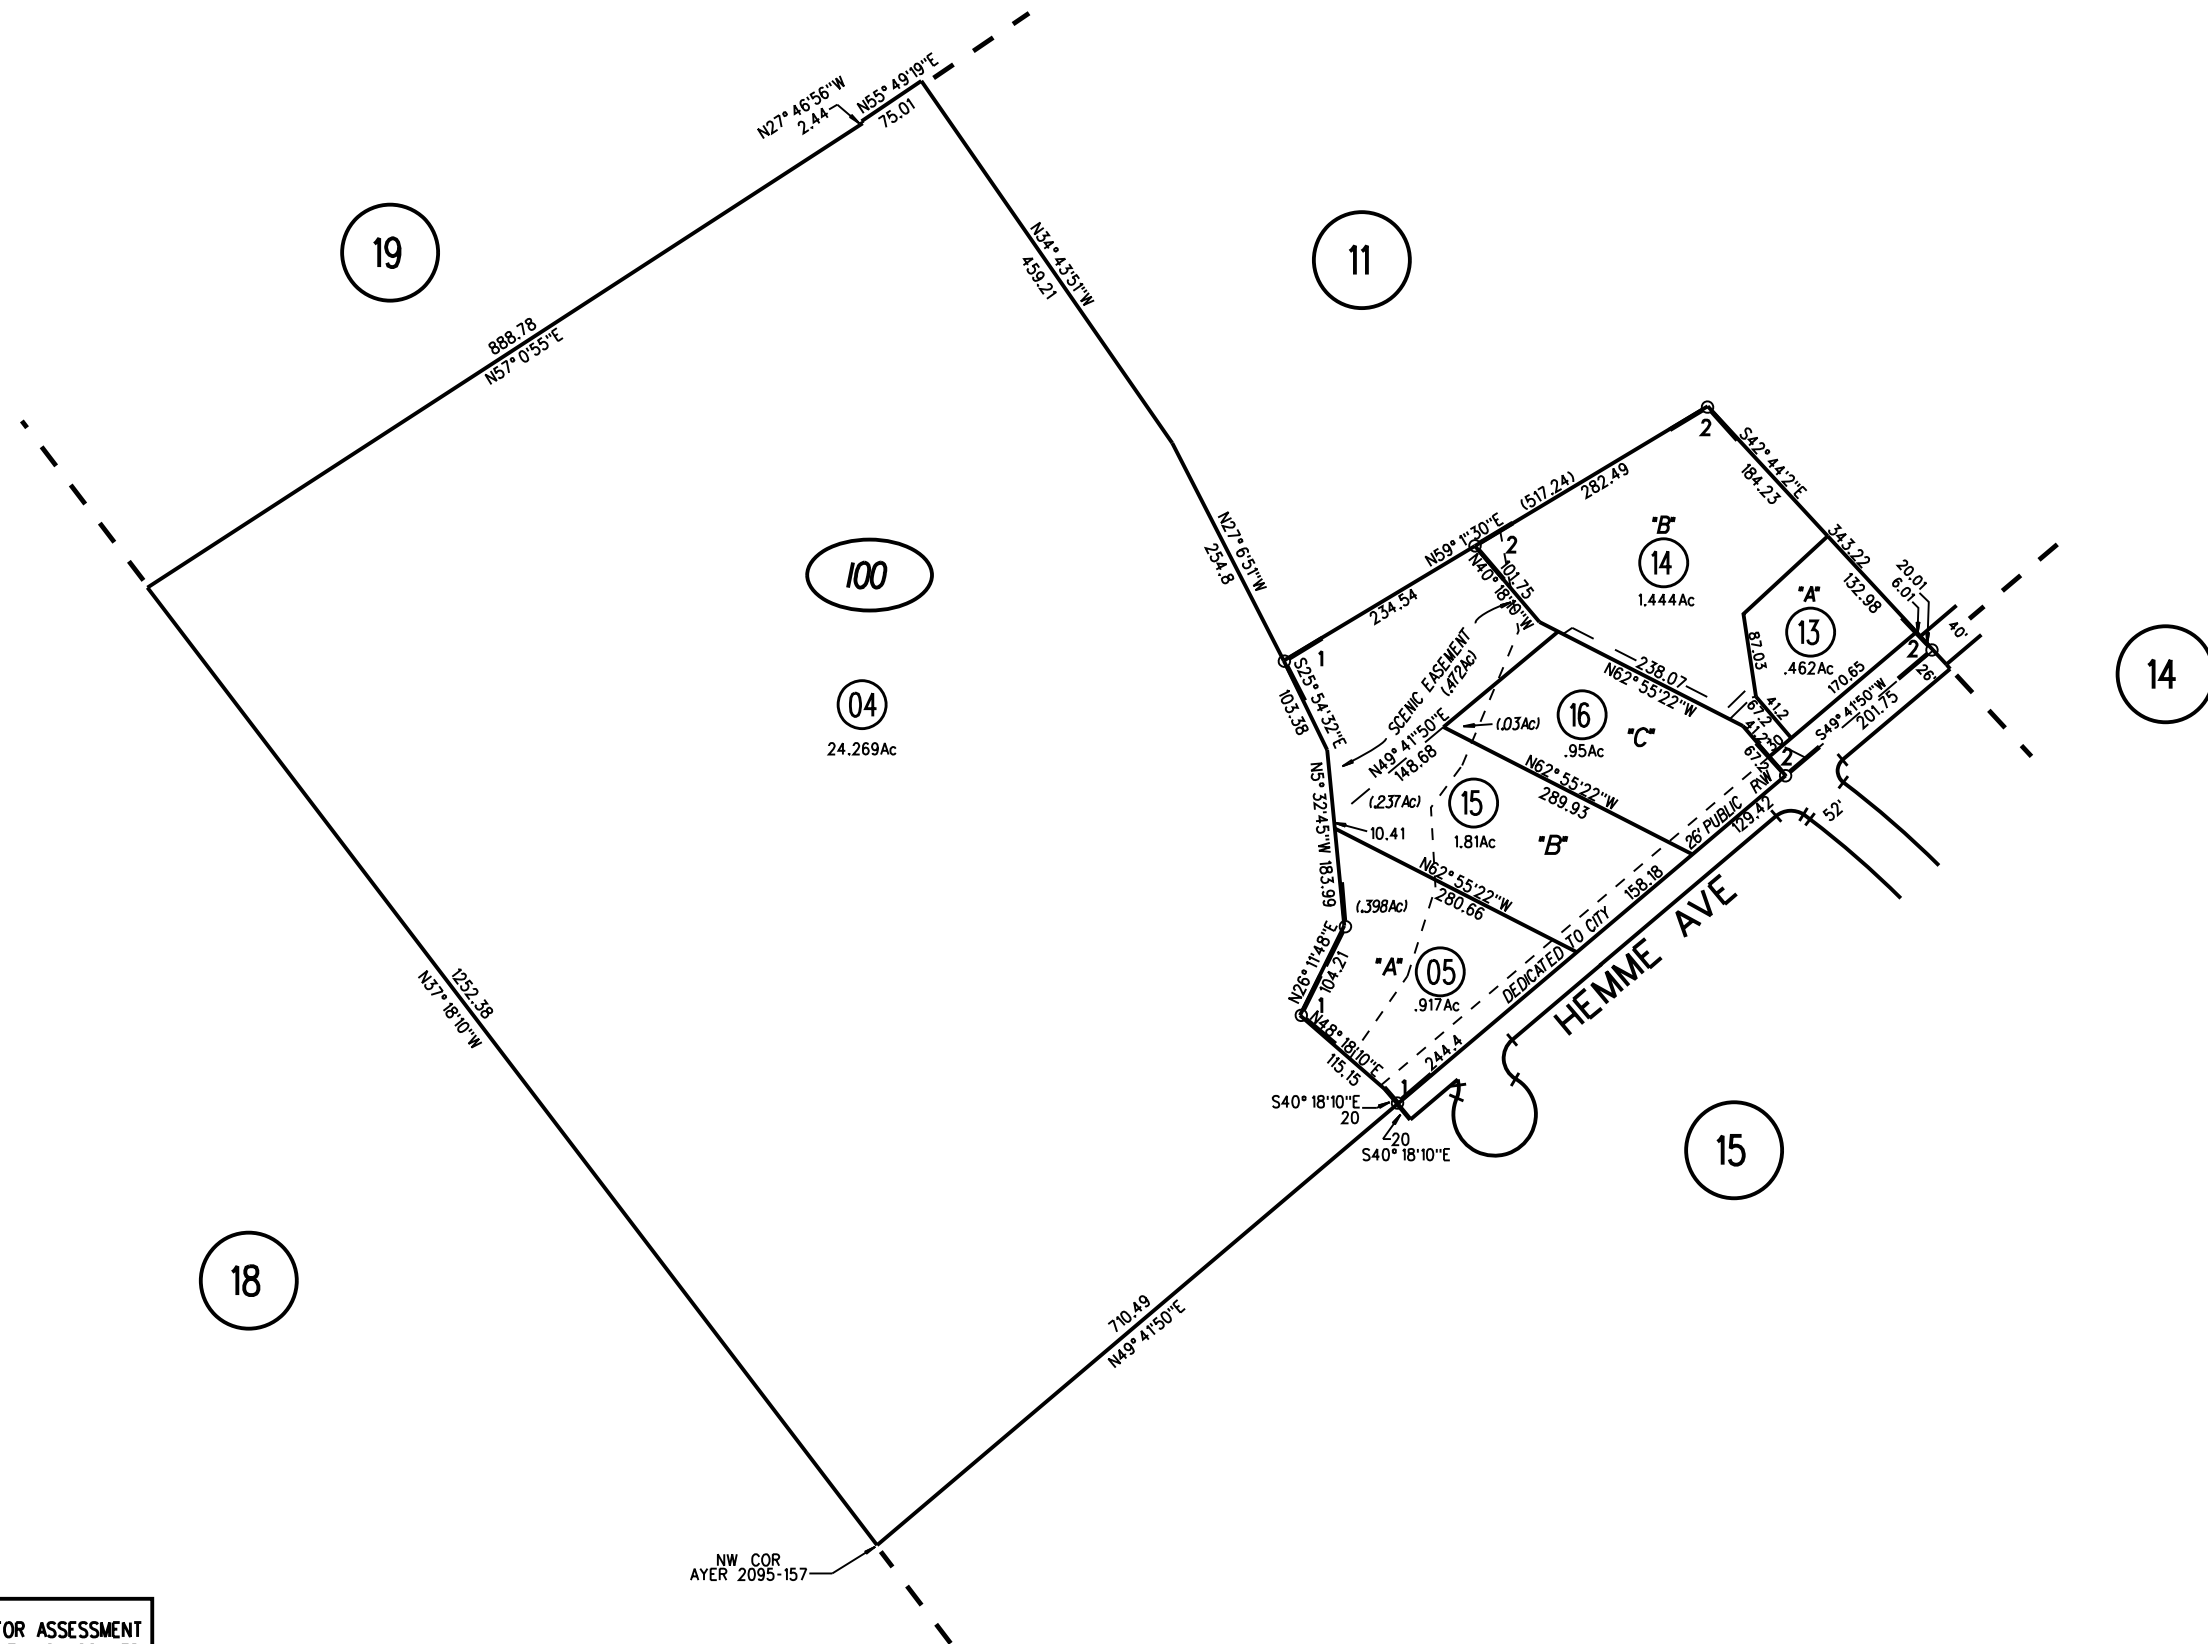 N27° 46'56"W
2.44
N55° 49'19"E
75.01
19
11
N34° 43'51"W
459.21
888.78
N57° 0'55"E
100
04
24.269Ac
N27° 6'51"W
254.8
2
S42° 44'2"E
184.23
(517.24)
282.49
N59° 1'30"E
234.54
2
"B"
14
1.444Ac
N40° 18'10"W
101.75
343.22
132.98
20.01
6.01
"A"
13
.462Ac
87.03
40'
2
26'
14
170.65
S49° 41'50"W
201.75
238.07
N62° 55'22"W
41.2
67.2
41.2
30
67.2
2
1
S25° 54'32"E
103.38
SCENIC EASEMENT
(.472Ac)
N49° 41'50"E
148.68
(.03Ac)
16
.95Ac
"C"
N62° 55'22"W
289.93
15
1.81Ac
"B"
(.237Ac)
10.41
N5° 32'45"W 183.99
26' PUBLIC RW
129.42
52'
N62° 55'22"W
280.66
158.18
(.398Ac)
DEDICATED TO CITY
HEMME AVE
"A"
05
.917Ac
N26° 11'48"E
104.21
1
N48° 18'10"E
115.15
244.4
1
S40° 18'10"E
20
20
S40° 18'10"E
15
1252.38
N37° 18'10"W
18
710.49
N49° 41'50"E
NW COR
AYER 2095-157
OR ASSESSMENT